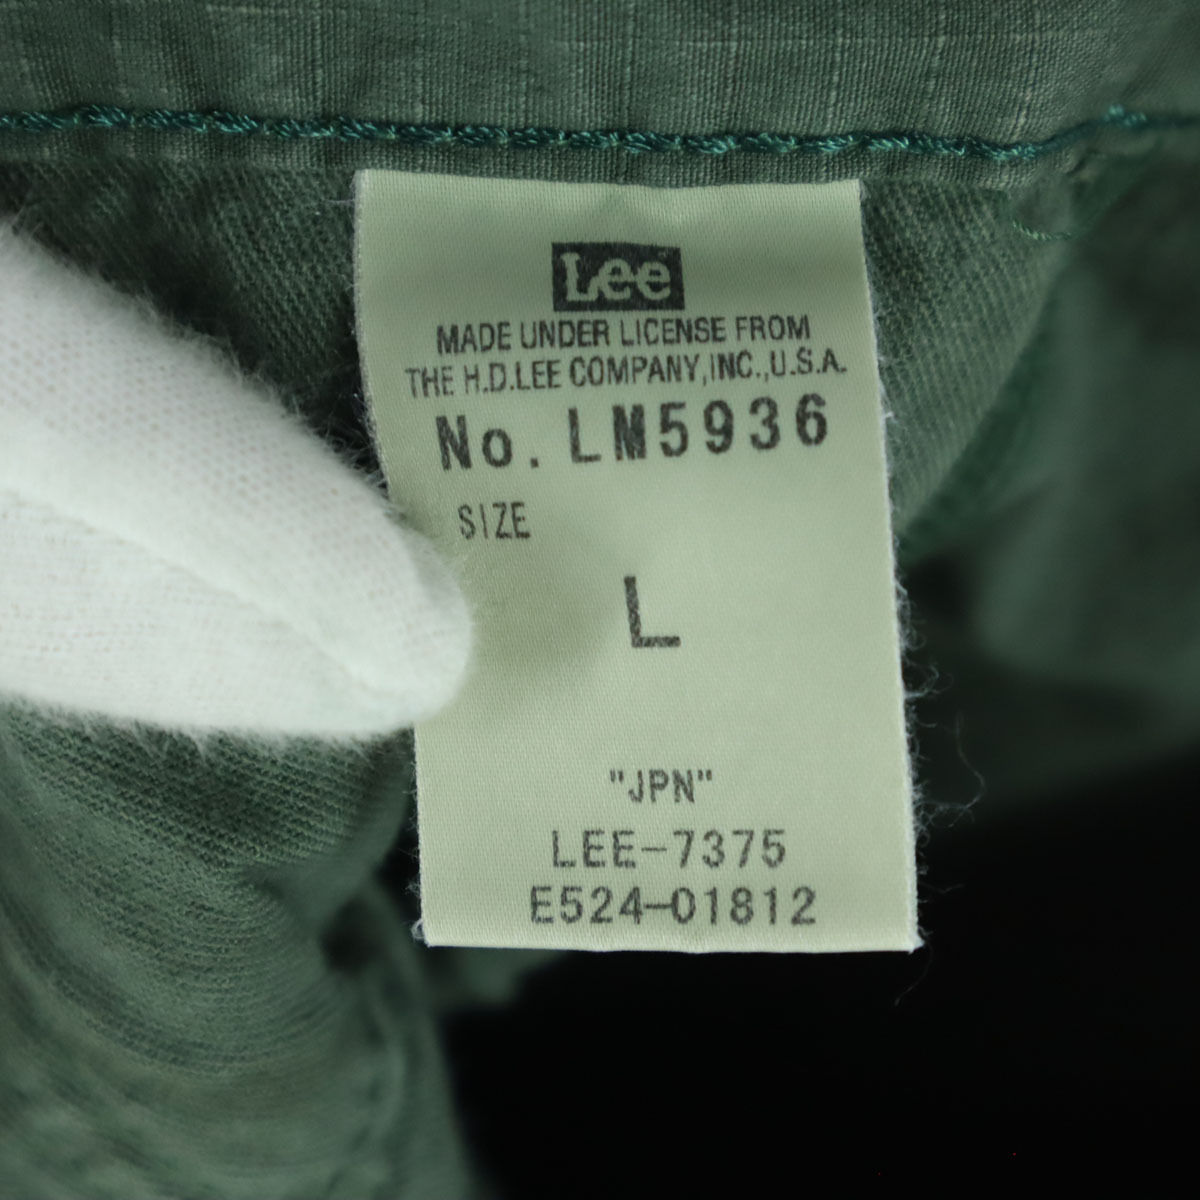 Lee
MADE UNDER LICENSE FROM
THE H.D.LEE COMPANY,INC.,U.S.A.
No. LM5936
SIZE
L
"JPN"
LEE-7375
E524-01812